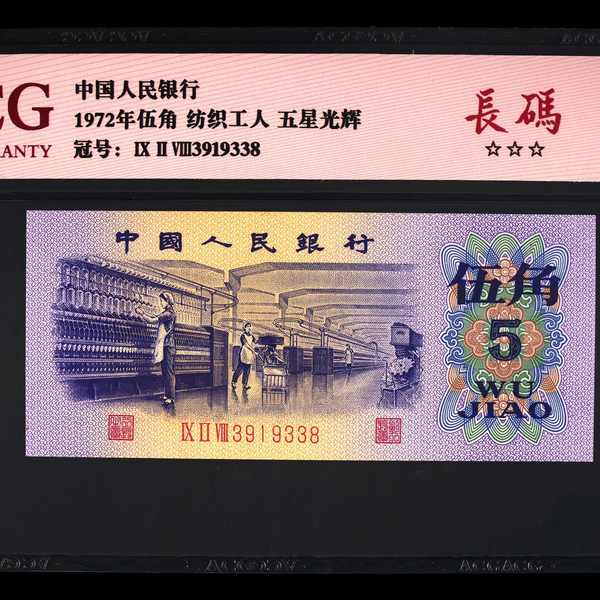 CG
RANTY
中国人民银行
1972年伍角 纺织工人 五星光辉
冠号: Ⅸ Ⅱ Ⅷ3919338
長碼
☆☆☆
中國人民銀行
伍角
5
WU
JIAO
Ⅸ Ⅱ Ⅷ 3919338